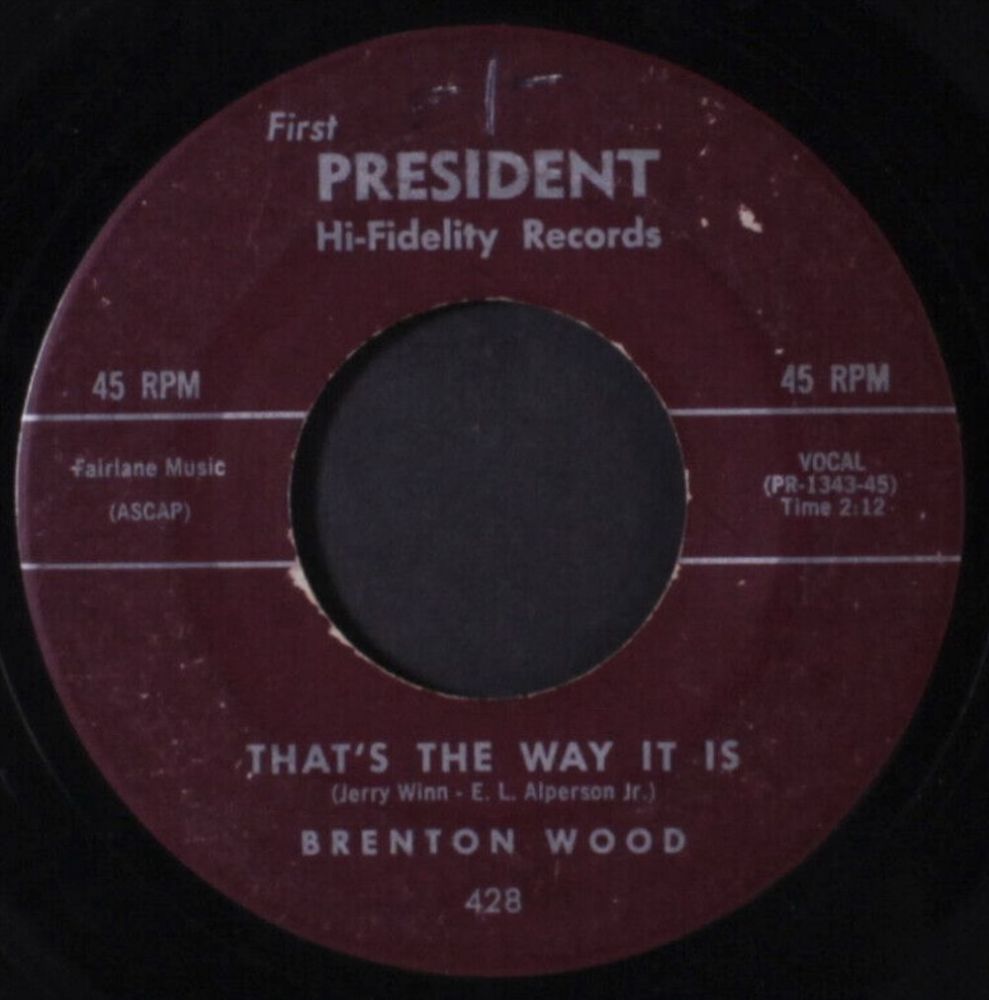 First
PRESIDENT
Hi-Fidelity Records
45 RPM
45 RPM
Fairlane Music
(ASCAP)
VOCAL
(PR-1343-45)
Time 2:12
THAT'S THE WAY IT IS
(Jerry Winn - E. L. Alperson Jr.)
BRENTON WOOD
428